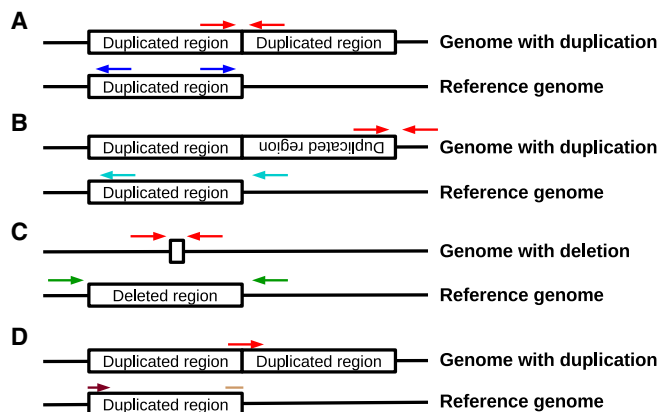 A
Duplicated region Duplicated region Genome with duplication
Duplicated region Reference genome
B
Duplicated region Duplicated region Genome with duplication
Duplicated region Reference genome
C
Genome with deletion
Deleted region Reference genome
D
Duplicated region Duplicated region Genome with duplication
Duplicated region Reference genome